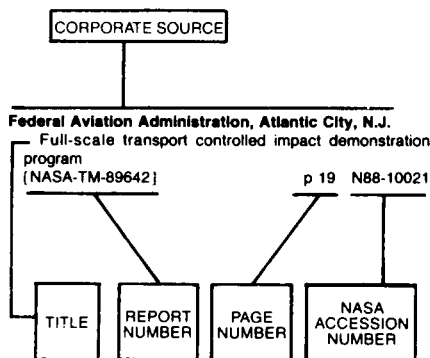 CORPORATE SOURCE
Federal Aviation Administration, Atlantic City, N.J.
Full-scale transport controlled impact demonstration
program
[NASA-TM-89642] p 19 N88-10021
TITLE
REPORT
NUMBER
PAGE
NUMBER
NASA
ACCESSION
NUMBER